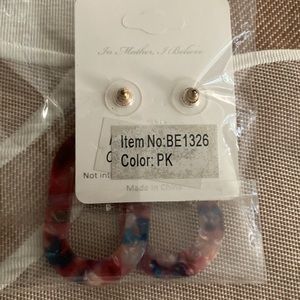 In Mother, I Believe
Item No:BE1326
Color: PK
Not int
Made in China